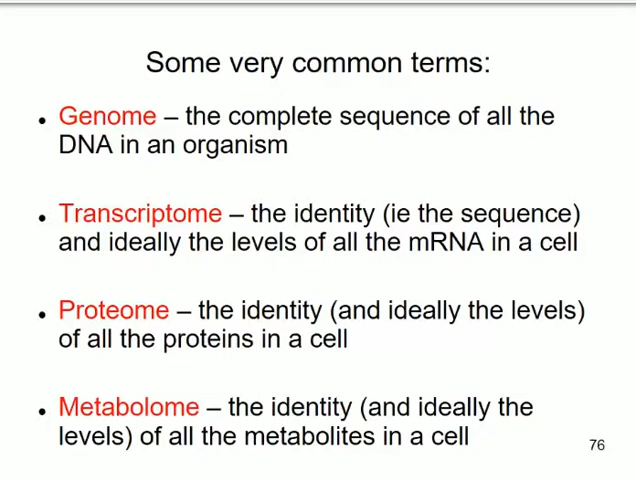 Some very common terms:
• Genome – the complete sequence of all the
DNA in an organism
• Transcriptome – the identity (ie the sequence)
and ideally the levels of all the mRNA in a cell
• Proteome – the identity (and ideally the levels)
of all the proteins in a cell
• Metabolome – the identity (and ideally the
levels) of all the metabolites in a cell
76